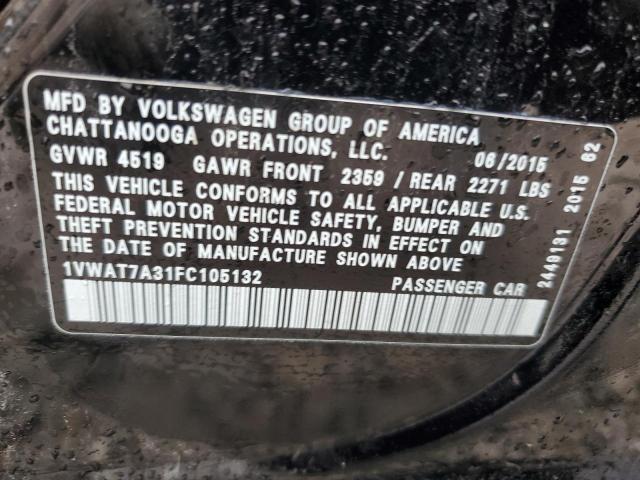 MFD BY VOLKSWAGEN GROUP OF AMERICA
CHATTANOOGA OPERATIONS, LLC. 06/2015
GVWR 4519 GAWR FRONT 2359 / REAR 2271 LBS
THIS VEHICLE CONFORMS TO ALL APPLICABLE U.S.
FEDERAL MOTOR VEHICLE SAFETY, BUMPER AND
THEFT PREVENTION STANDARDS IN EFFECT ON
THE DATE OF MANUFACTURE SHOWN ABOVE
1VWAT7A31FC105132 PASSENGER CAR
2449131 2015 62